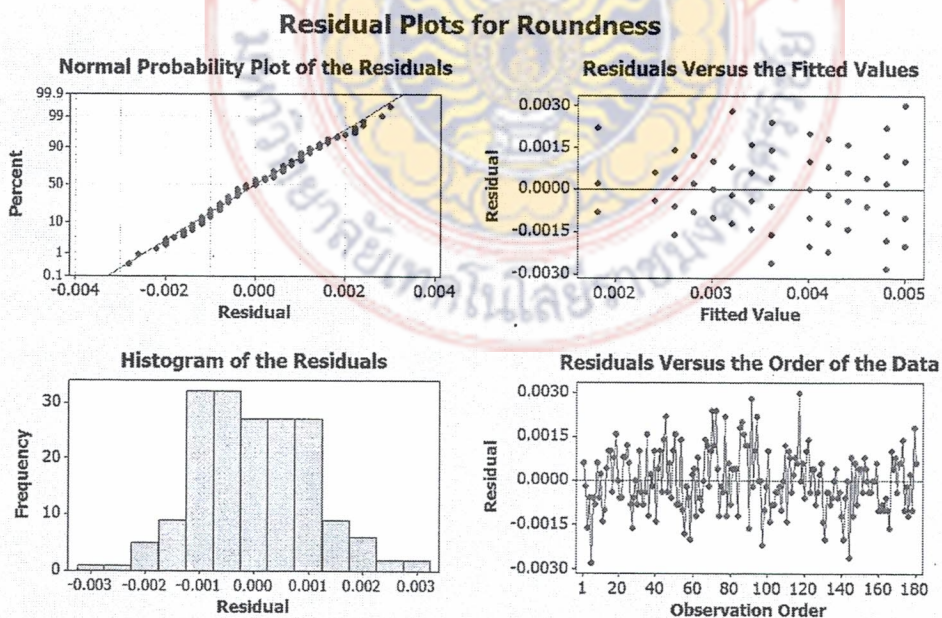 Residual Plots for Roundness
Normal Probability Plot of the Residuals
99.9
99
90
50
10
1
0.1
Percent
-0.004
-0.002
0.000
0.002
0.004
Residual
Residuals Versus the Fitted Values
0.0030
0.0015
0.0000
-0.0015
-0.0030
Residual
0.002
0.003
0.004
0.005
Fitted Value
Histogram of the Residuals
30
20
10
0
Frequency
-0.003
-0.002
-0.001
0.000
0.001
0.002
0.003
Residual
Residuals Versus the Order of the Data
0.0030
0.0015
0.0000
-0.0015
-0.0030
Residual
1 20 40 60 80 100 120 140 160 180
Observation Order